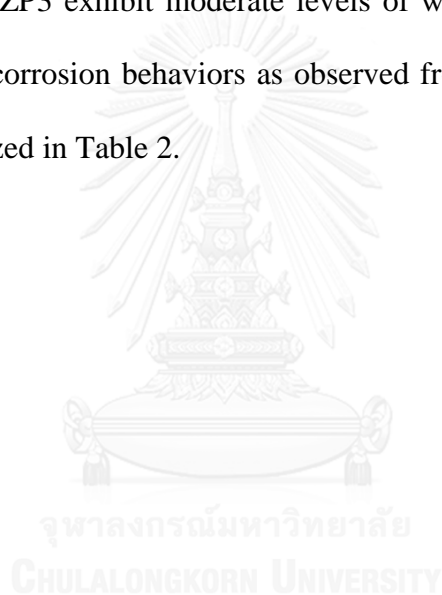 ZP3 exhibit moderate levels of w
corrosion behaviors as observed fr
zed in Table 2.
จุฬาลงกรณ์มหาวิทยาลัย
CHULALONGKORN UNIVERSITY